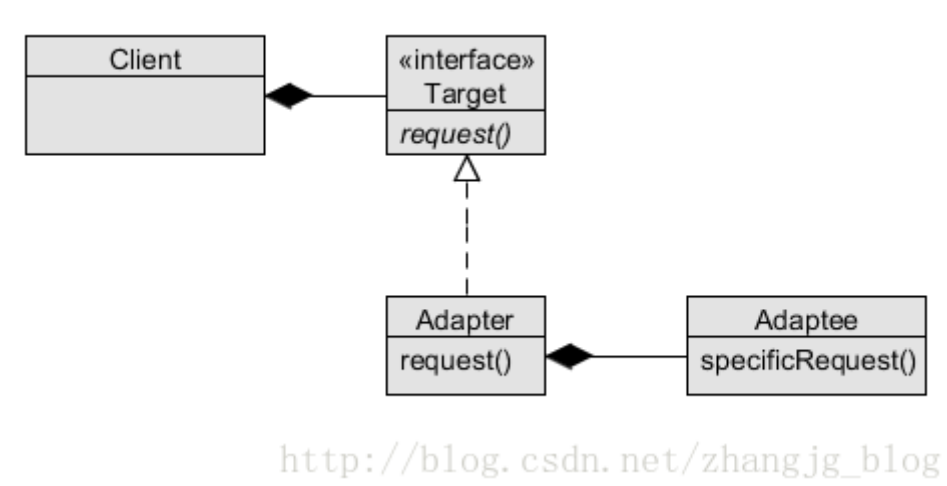 Client
«interface»
Target
request()
Adapter
request()
Adaptee
specificRequest()
http://blog.csdn.net/zhangjg_blog